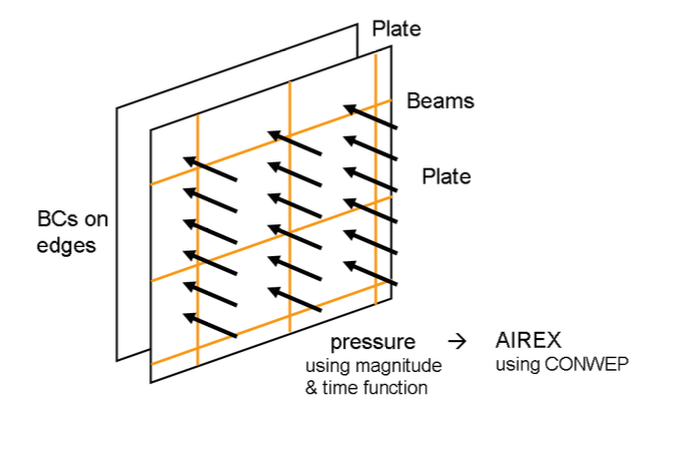 Plate
Beams
Plate
BCs on
edges
pressure → AIREX
using magnitude
& time function
using CONWEP